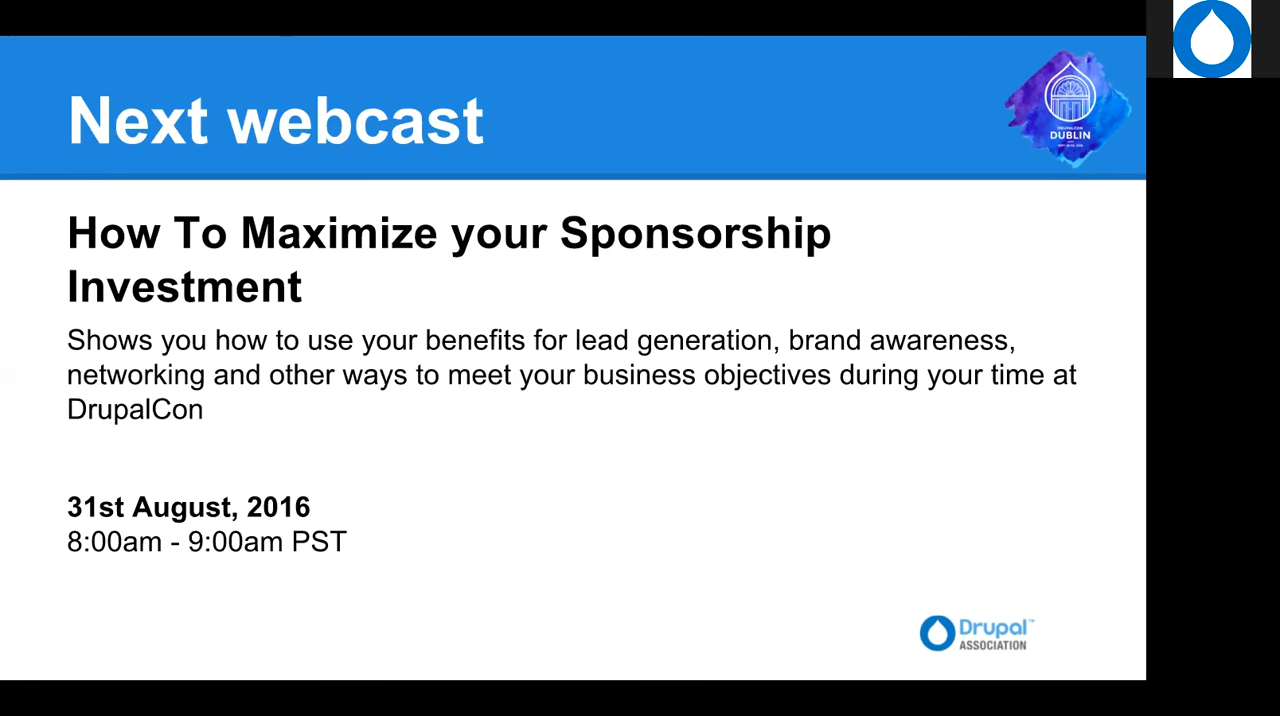 Next webcast
DRUPALCON
DUBLIN
How To Maximize your Sponsorship
Investment
Shows you how to use your benefits for lead generation, brand awareness,
networking and other ways to meet your business objectives during your time at
DrupalCon
31st August, 2016
8:00am - 9:00am PST
Drupal™
ASSOCIATION